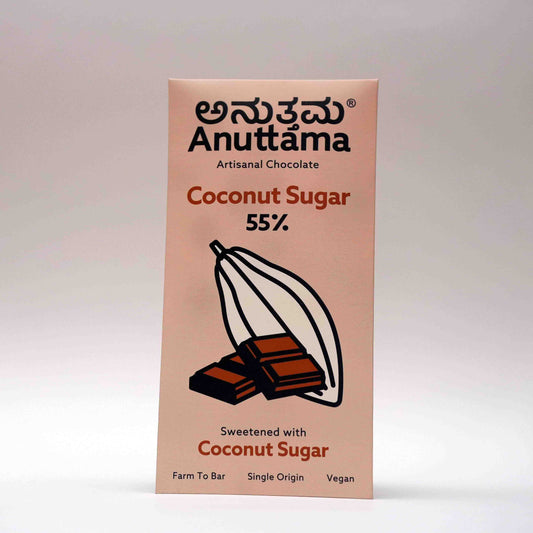 ಅನುತ್ತಮ®
Anuttama
Artisanal Chocolate
Coconut Sugar
55%
Sweetened with
Coconut Sugar
Farm To Bar Single Origin Vegan